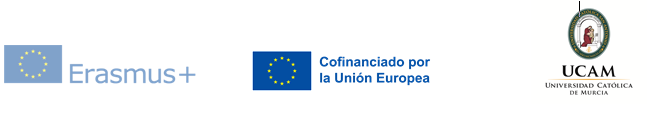 Erasmus+
Cofinanciado por
la Unión Europea
UCAM
UNIVERSIDAD CATÓLICA
DE MURCIA